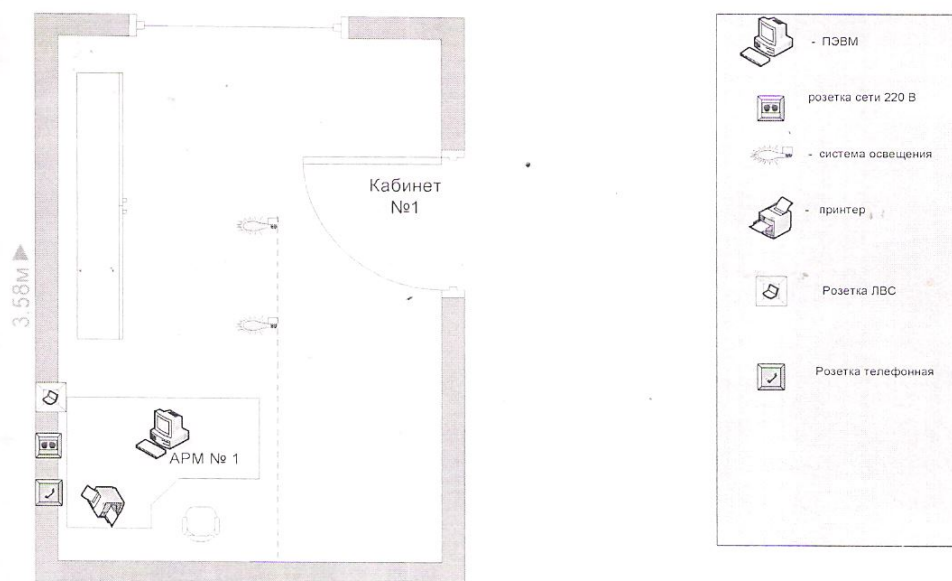 Кабинет
№1
3.58м
АРМ № 1
- ПЭВМ
розетка сети 220 В
- система освещения
- принтер
Розетка ЛВС
Розетка телефонная